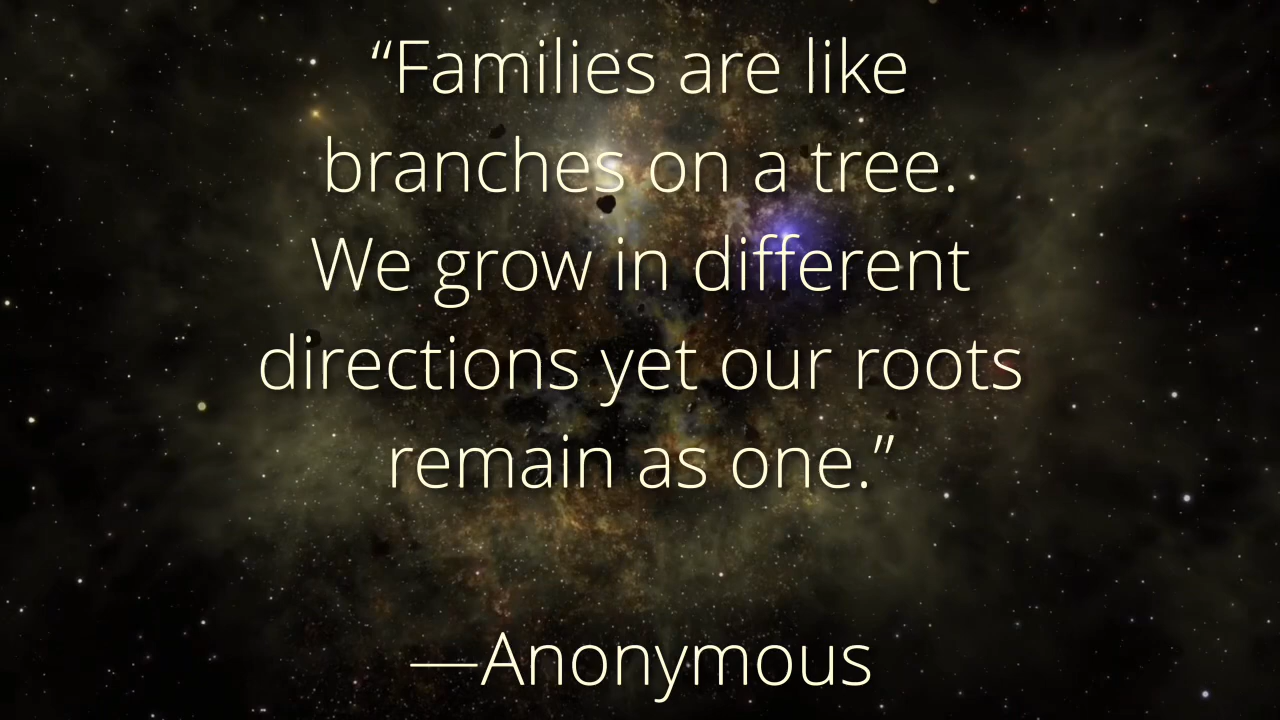 “Families are like
branches on a tree.
We grow in different
directions yet our roots
remain as one.”
—Anonymous